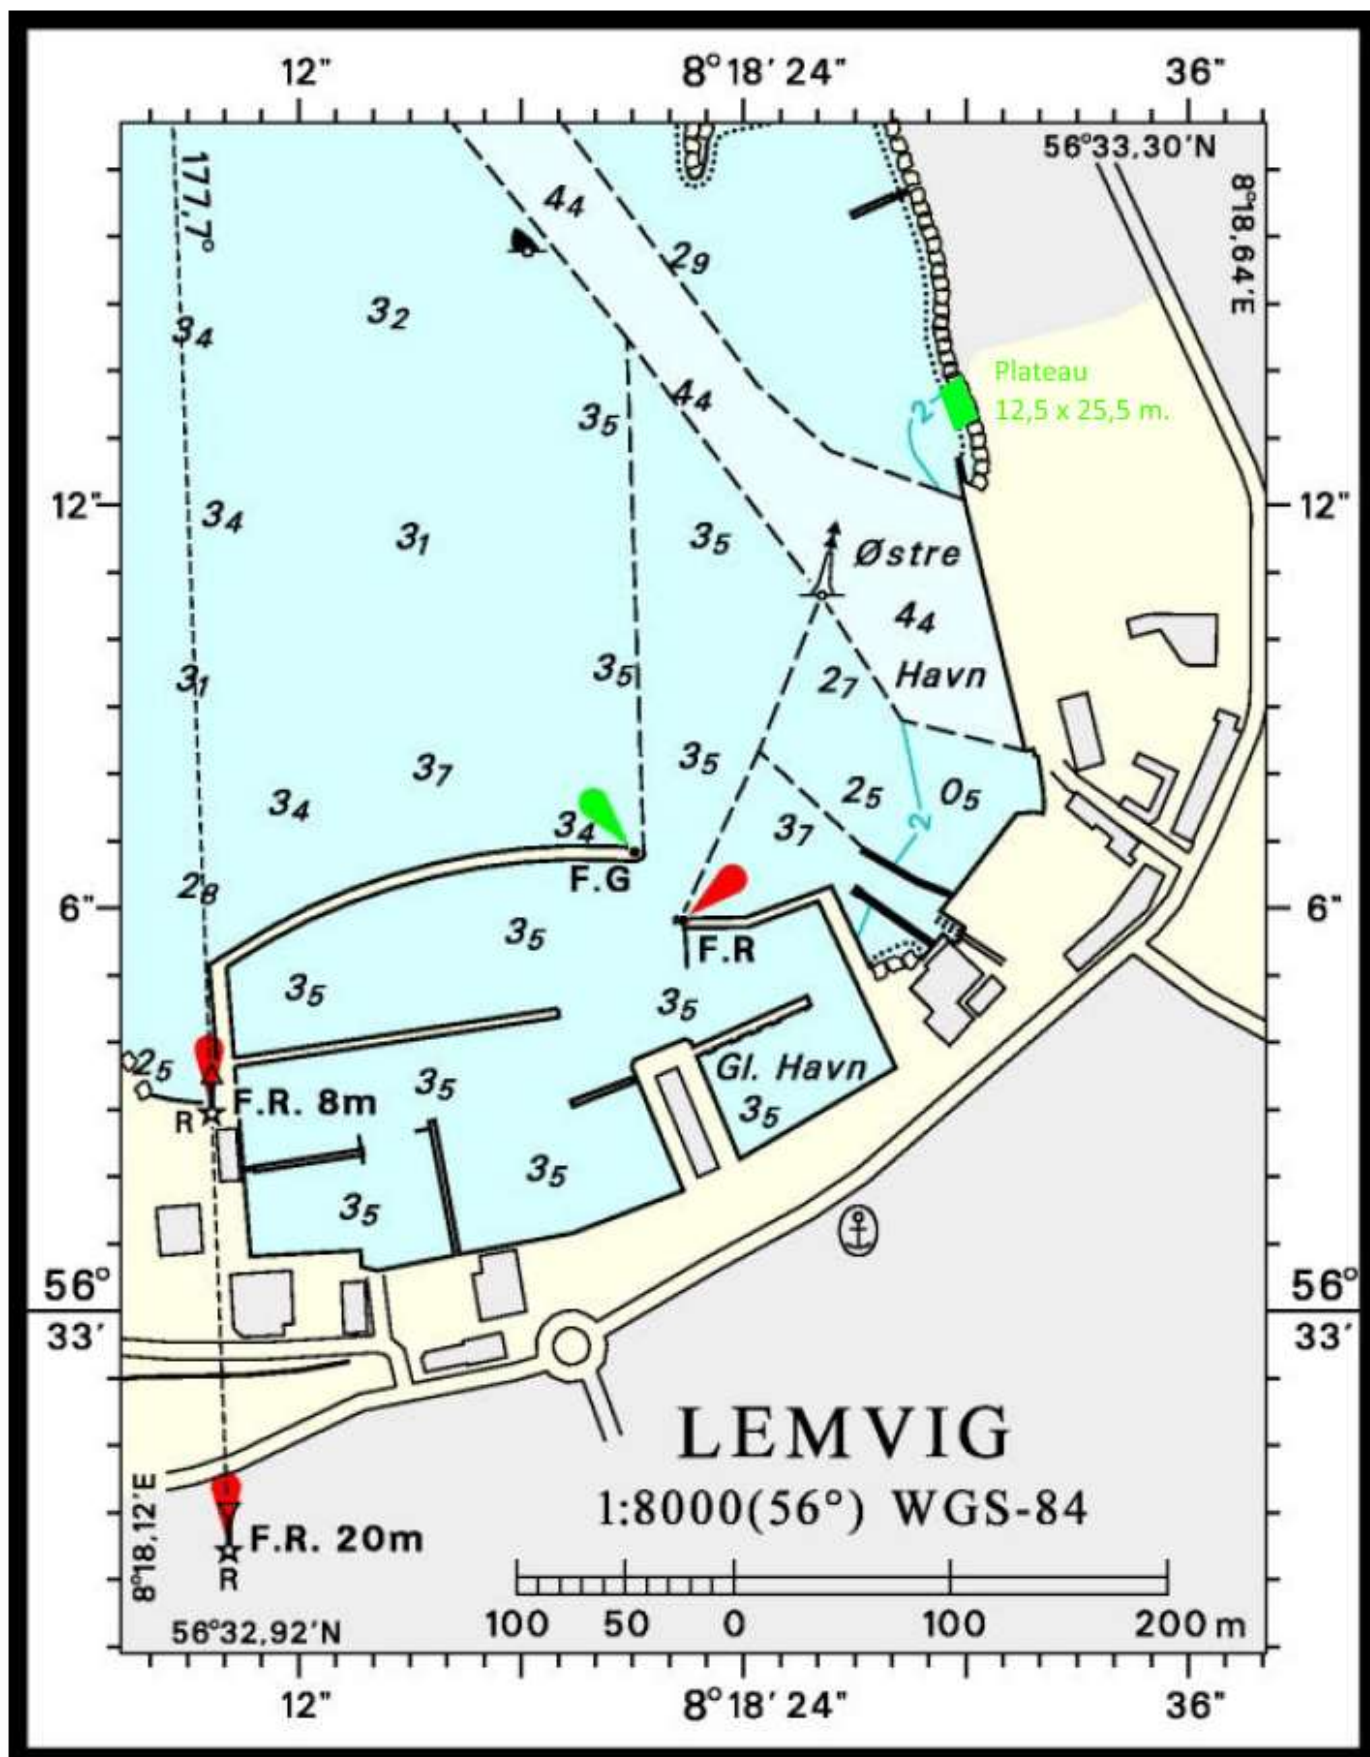 12" 8°18' 24" 36"
56°33,30'N
177,7°
8°18,64'E
4₄
2₉
3₂
3₄
4₄
Plateau
2
3₅
12,5 x 25,5 m.
12" 12"
3₄ 3₁ 3₅
Østre
4₄
3₅
3₁ 2₇ Havn
3₅
3₇
2₅ 0₅
3₄ 3₄ 3₇
2
F.G
2₈
6" 6"
3₅ F.R
3₅ 3₅
2₅ Gl. Havn
3₅
F.R. 8m 3₅
R
3₅
3₅
56° 56°
33' 33'
LEMVIG
1:8000(56°) WGS-84
8°18,12'E
F.R. 20m
R
100 50 0 100 200 m
56°32,92'N
12" 8°18' 24" 36"